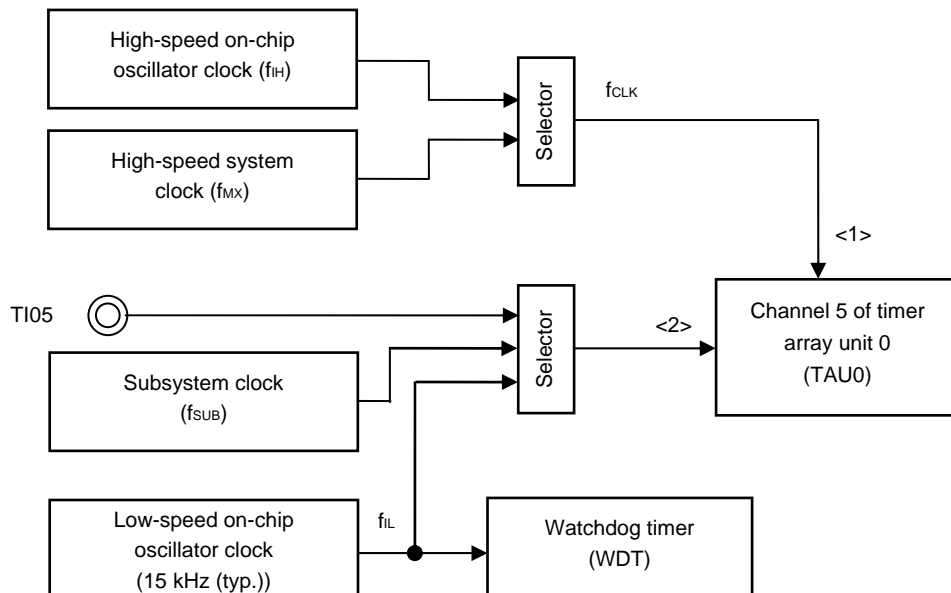 High-speed on-chip
oscillator clock (fIH)
Selector
fCLK
High-speed system
clock (fMX)
<1>
TI05
Selector
<2>
Channel 5 of timer
array unit 0
(TAU0)
Subsystem clock
(fSUB)
Low-speed on-chip
oscillator clock
(15 kHz (typ.))
fIL
Watchdog timer
(WDT)